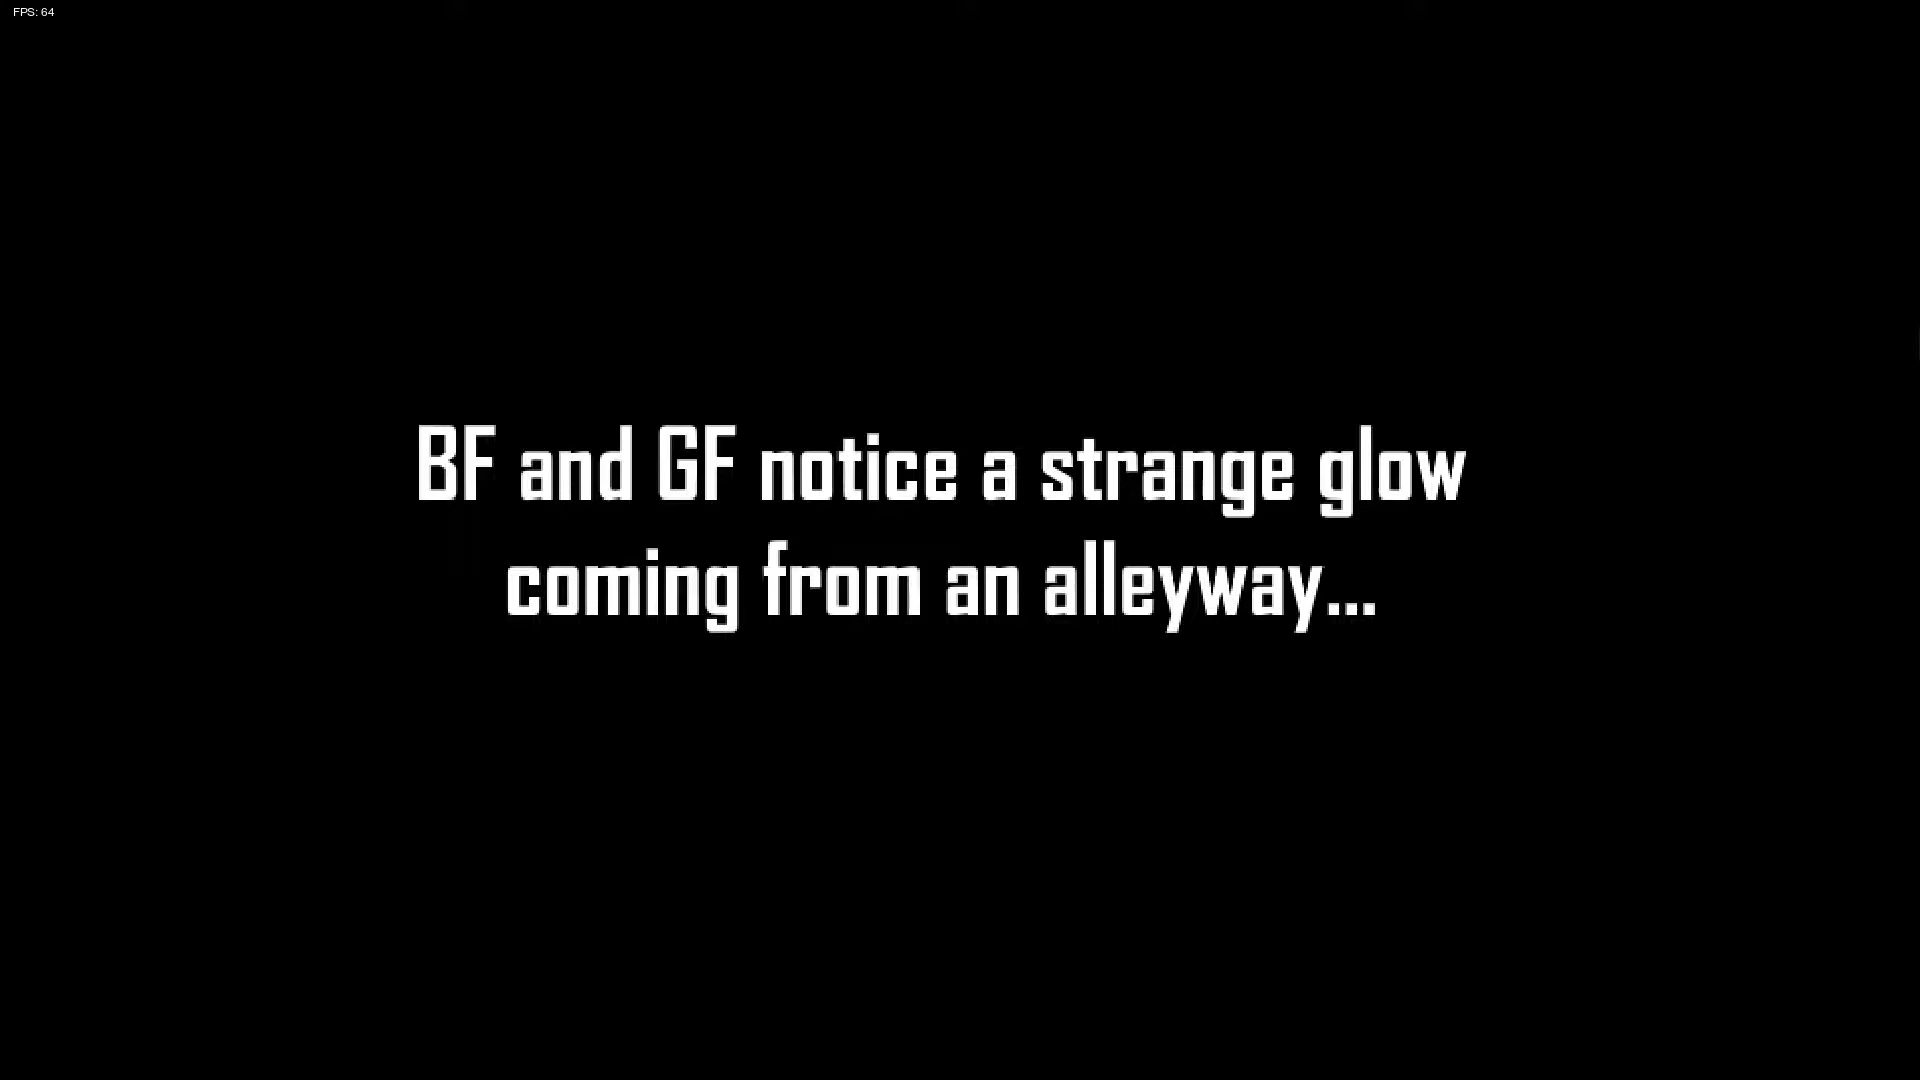 FPS: 64
BF and GF notice a strange glow
coming from an alleyway...